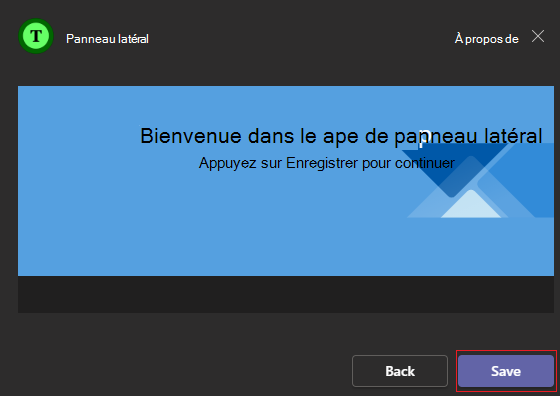 T
Panneau latéral
À propos de
Bienvenue dans le ape de panneau latéral
Appuyez sur Enregistrer pour continuer
Back
Save